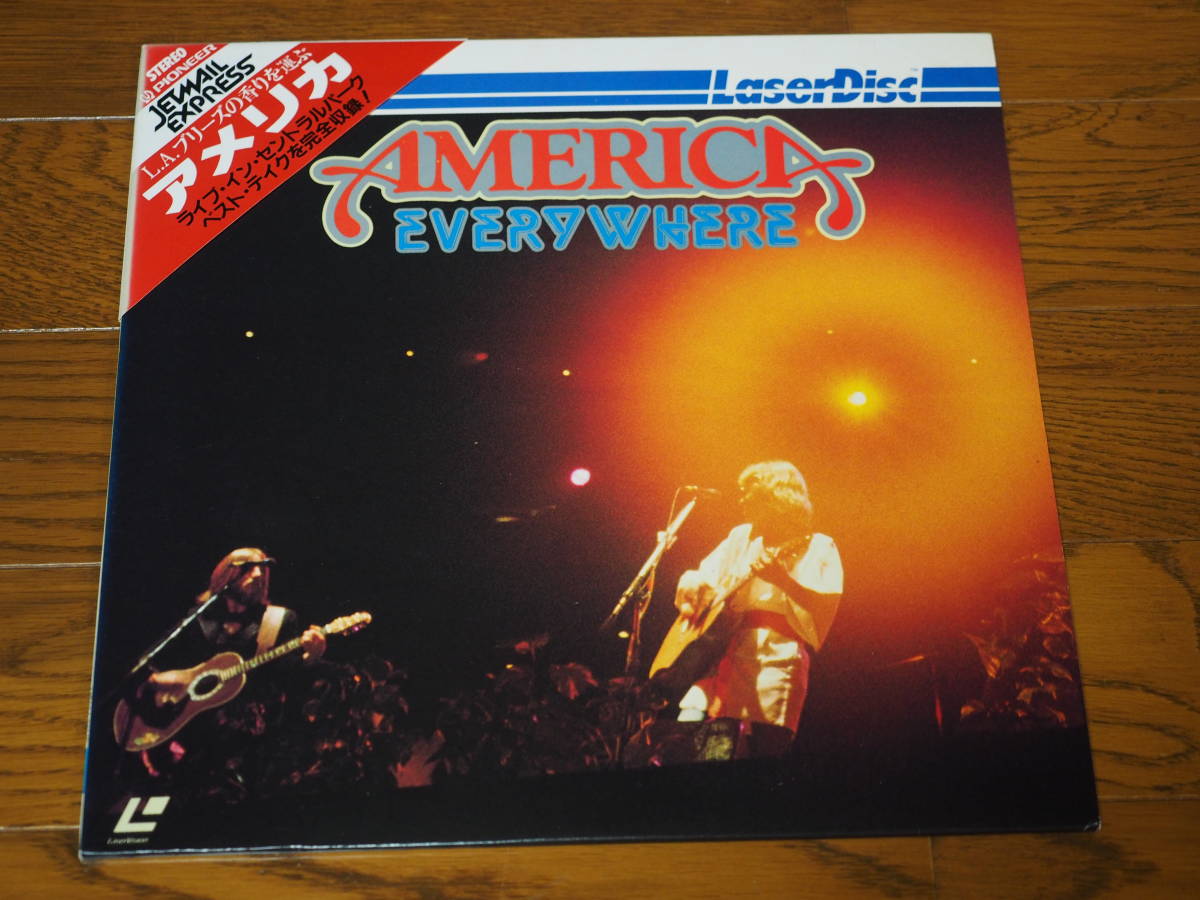 STEREO
PIONEER
JETMAIL
EXPRESS
L.A.ブリーズの香りを運ぶ
アメリカ
ライブ・イン・セントラルパーク
ベスト・テイクを完全収録!
LaserDisc
TM
AMERICA
EVERYWHERE
LaserVision